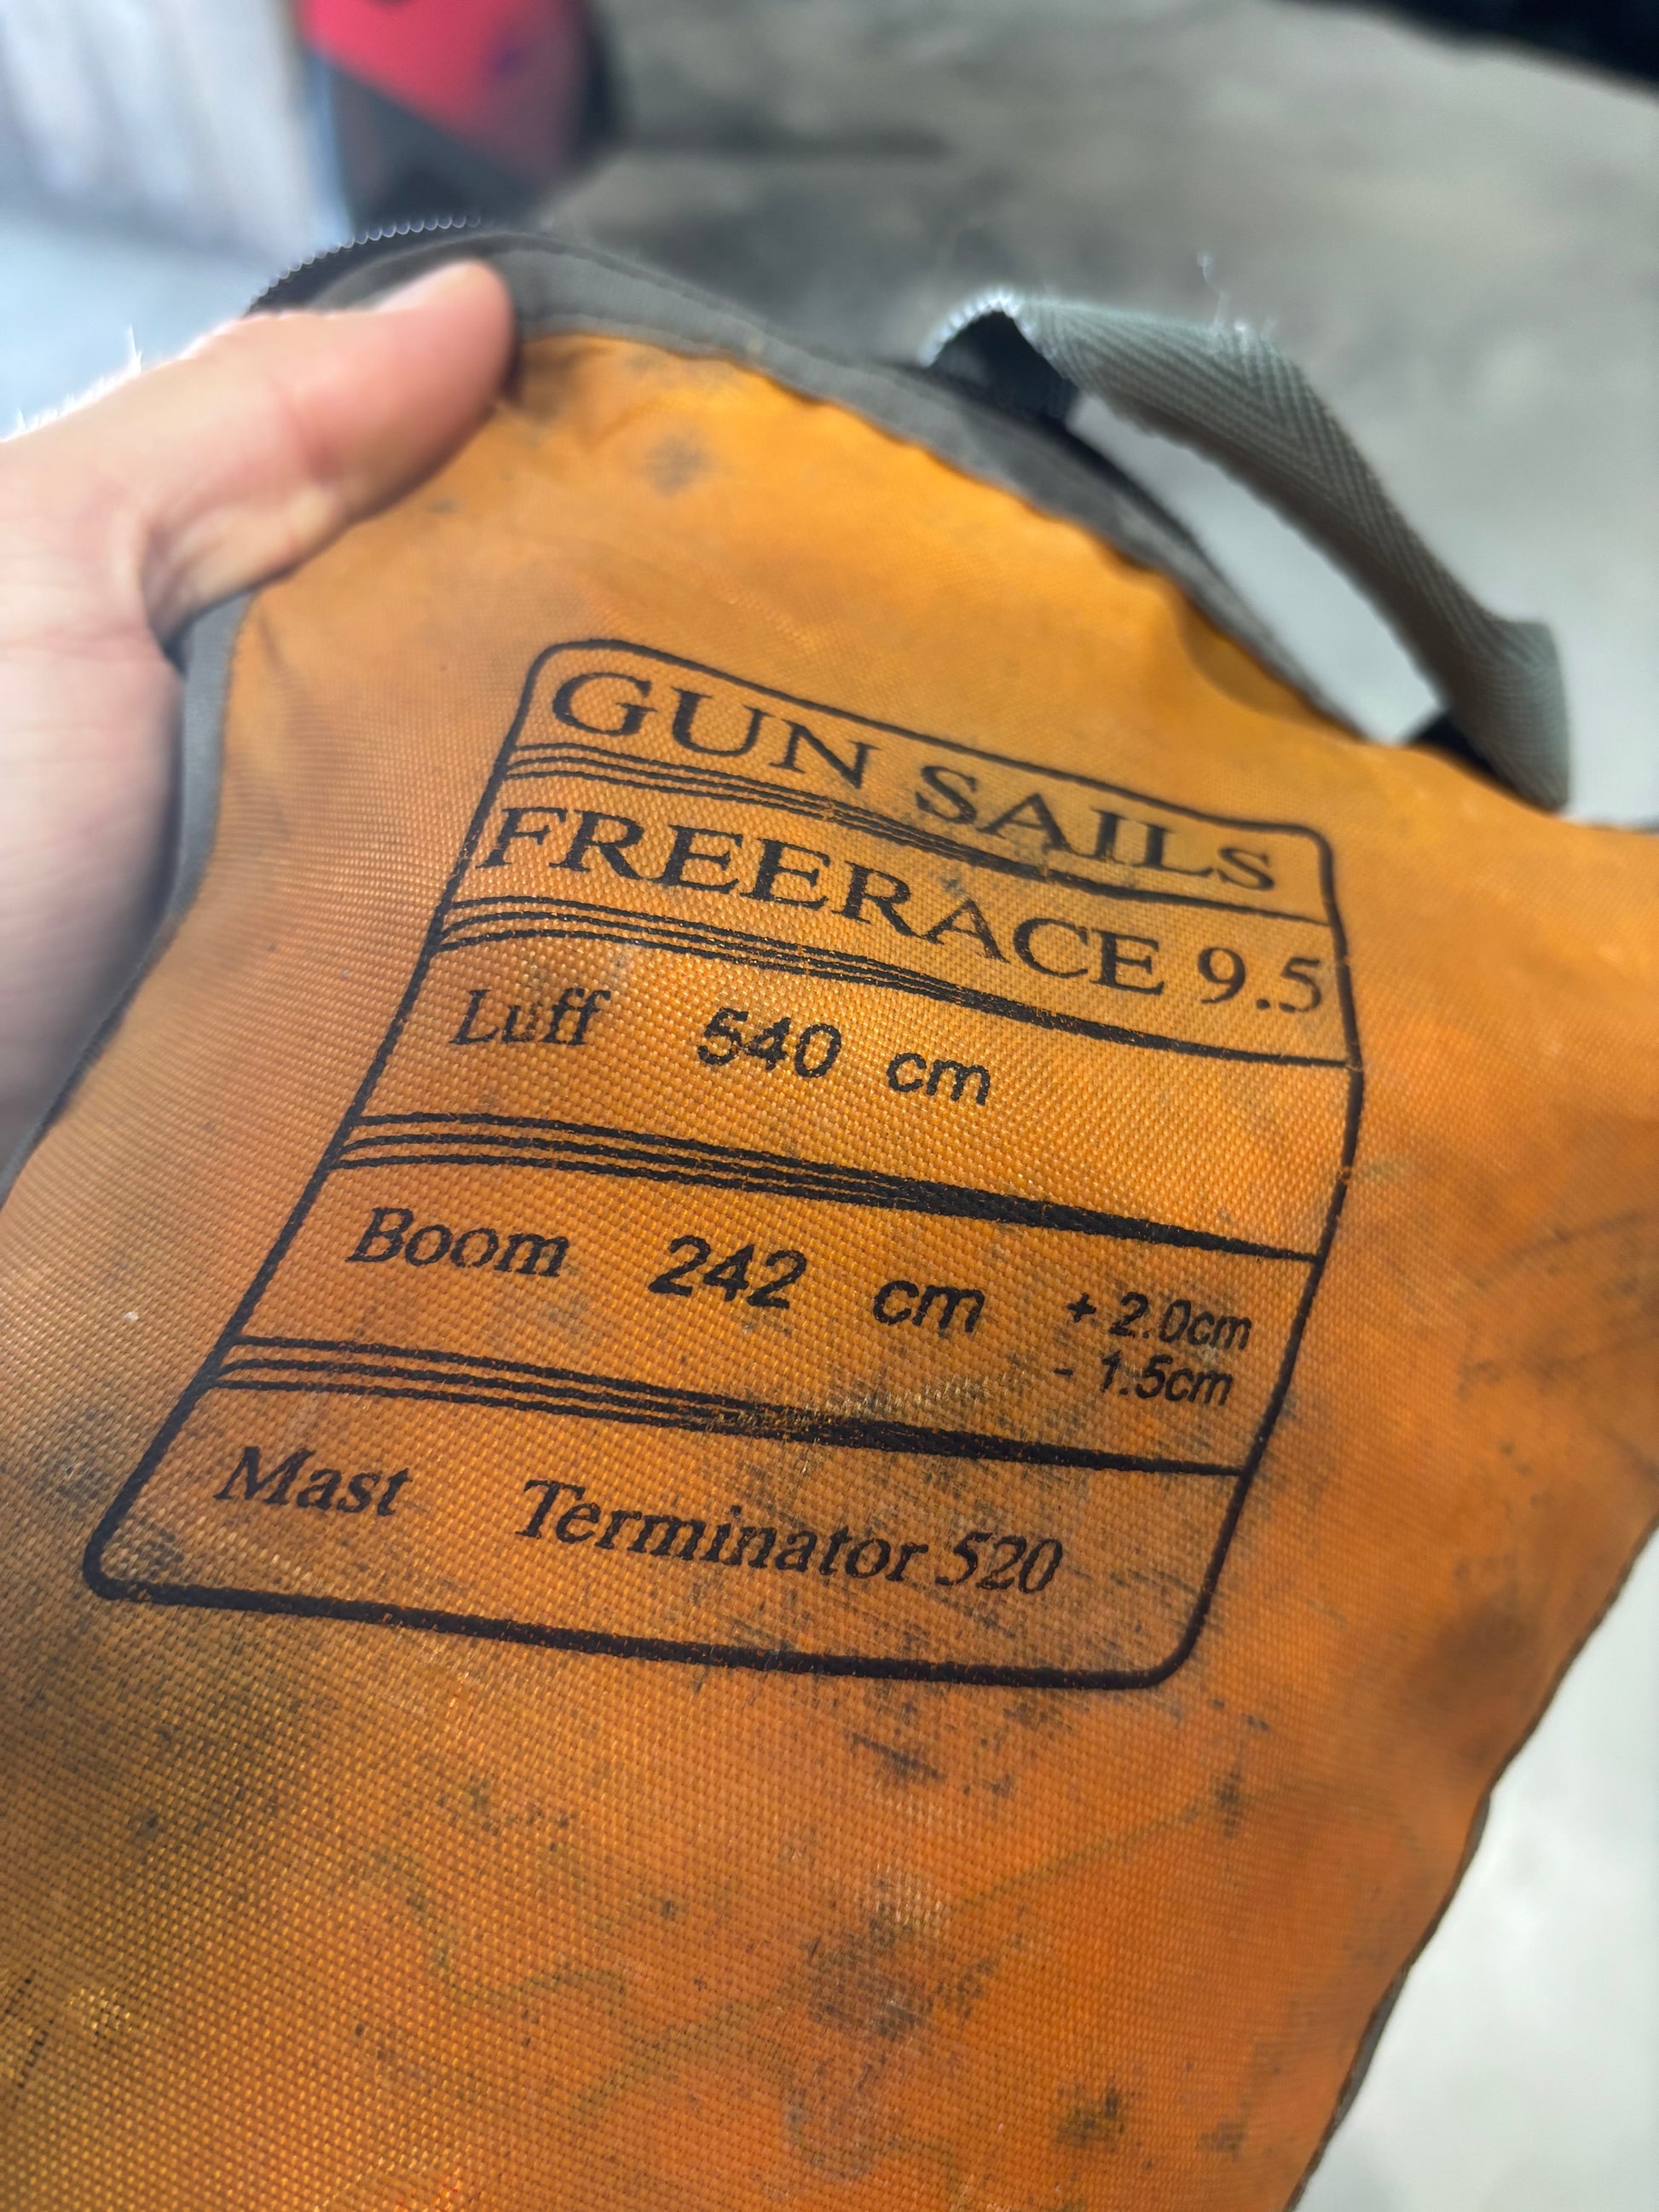 GUN SAILS
FREERACE 9.5
Luff 540 cm
Boom 242 cm + 2.0cm
- 1.5cm
Mast Terminator 520